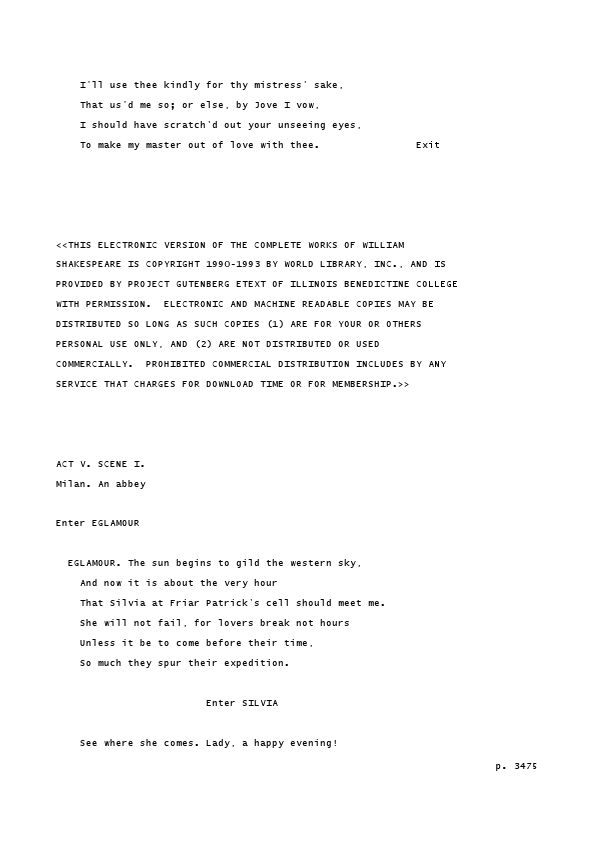 I'll use thee kindly for thy mistress' sake,
That us'd me so; or else, by Jove I vow,
I should have scratch'd out your unseeing eyes,
To make my master out of love with thee. Exit
<<THIS ELECTRONIC VERSION OF THE COMPLETE WORKS OF WILLIAM
SHAKESPEARE IS COPYRIGHT 1990-1993 BY WORLD LIBRARY, INC., AND IS
PROVIDED BY PROJECT GUTENBERG ETEXT OF ILLINOIS BENEDICTINE COLLEGE
WITH PERMISSION. ELECTRONIC AND MACHINE READABLE COPIES MAY BE
DISTRIBUTED SO LONG AS SUCH COPIES (1) ARE FOR YOUR OR OTHERS
PERSONAL USE ONLY, AND (2) ARE NOT DISTRIBUTED OR USED
COMMERCIALLY. PROHIBITED COMMERCIAL DISTRIBUTION INCLUDES BY ANY
SERVICE THAT CHARGES FOR DOWNLOAD TIME OR FOR MEMBERSHIP.>>
ACT V. SCENE I.
Milan. An abbey
Enter EGLAMOUR
EGLAMOUR. The sun begins to gild the western sky,
And now it is about the very hour
That Silvia at Friar Patrick's cell should meet me.
She will not fail, for lovers break not hours
Unless it be to come before their time,
So much they spur their expedition.
Enter SILVIA
See where she comes. Lady, a happy evening!
p. 3475